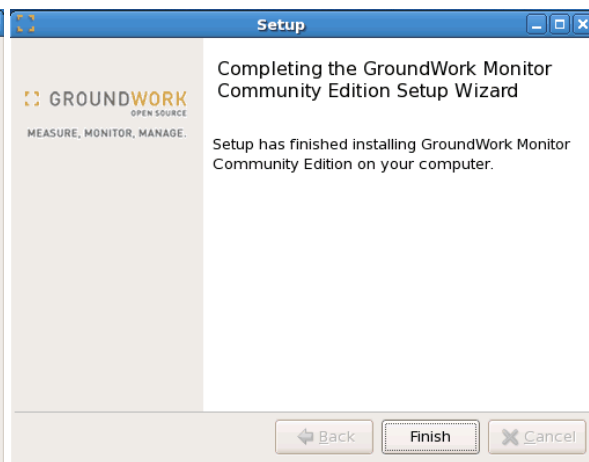 Setup
GROUNDWORK
OPEN SOURCE
MEASURE, MONITOR, MANAGE.
Completing the GroundWork Monitor
Community Edition Setup Wizard
Setup has finished installing GroundWork Monitor
Community Edition on your computer.
Back
Finish
Cancel